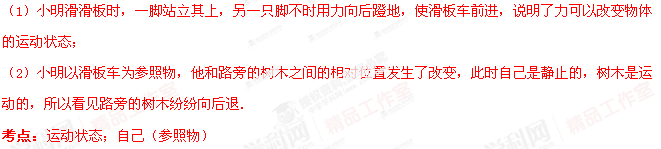 (1)小明滑滑板时，一脚站立其上，另一只脚不时用力向后蹬地，使滑板车前进，说明了力可以改变物体
的运动状态；
(2)小明以滑板车为参照物，他和路旁的树木之间的相对位置发生了改变，此时自己是静止的，树木是运
动的，所以看见路旁的树木纷纷向后退.
考点：运动状态；自己（参照物）